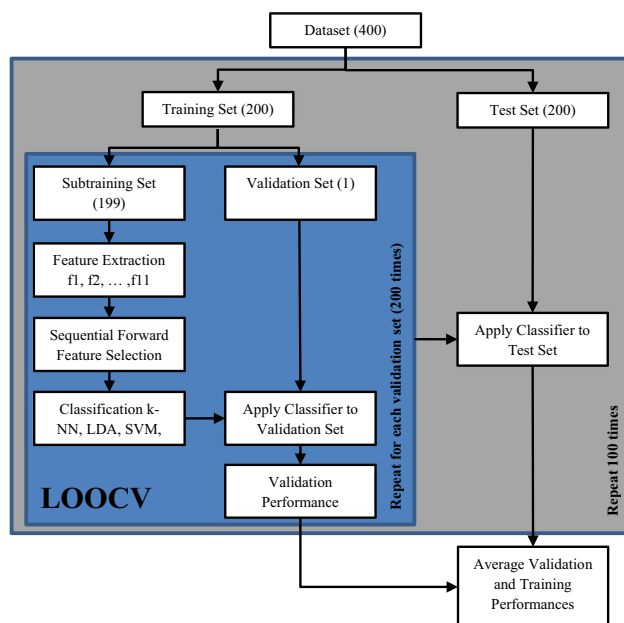 Dataset (400)
Training Set (200)
Test Set (200)
Subtraining Set
(199)
Validation Set (1)
Feature Extraction
f1, f2, … ,f11
Sequential Forward
Feature Selection
Classification k-
NN, LDA, SVM,
Apply Classifier to
Validation Set
Validation
Performance
LOOCV
Repeat for each validation set (200 times)
Apply Classifier to
Test Set
Repeat 100 times
Average Validation
and Training
Performances